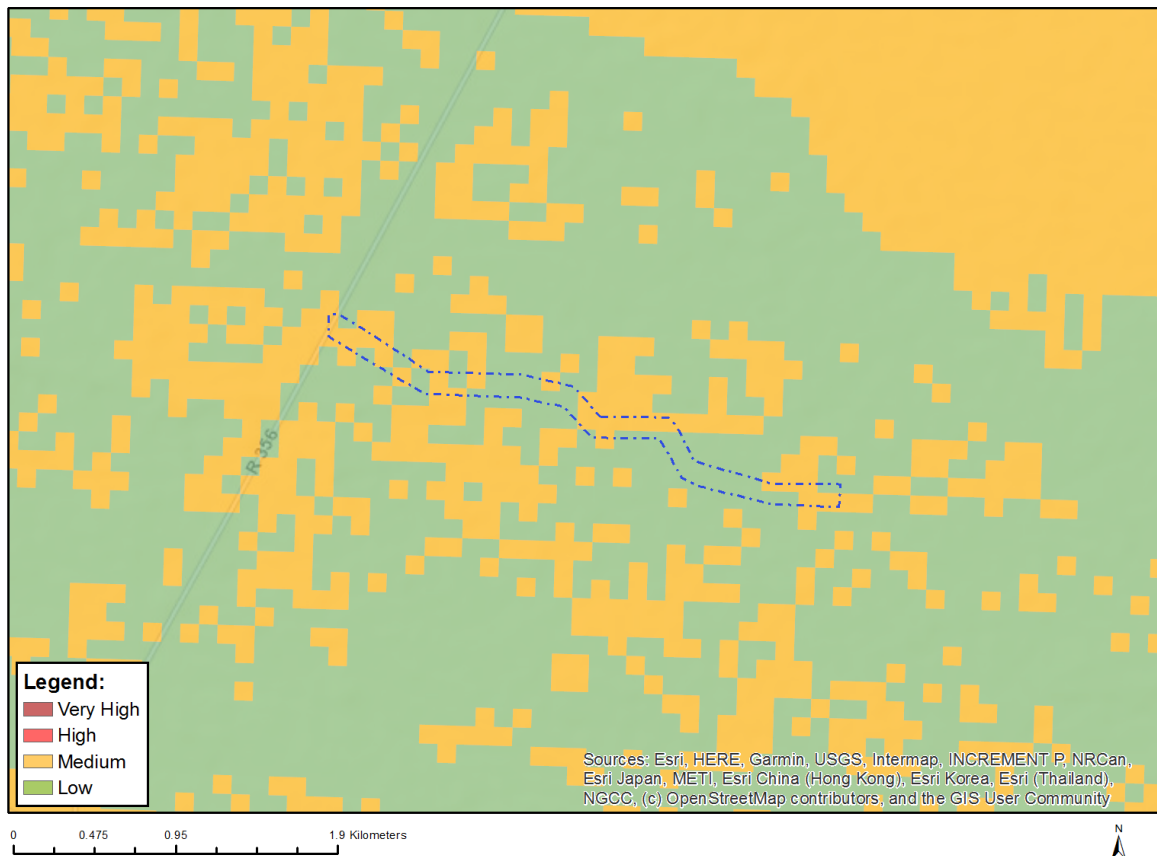 R 356
Legend:
Very High
High
Medium
Low
Sources: Esri, HERE, Garmin, USGS, Intermap, INCREMENT P, NRCan,
Esri Japan, METI, Esri China (Hong Kong), Esri Korea, Esri (Thailand),
NGCC, (c) OpenStreetMap contributors, and the GIS User Community
0 0.475 0.95 1.9 Kilometers
N